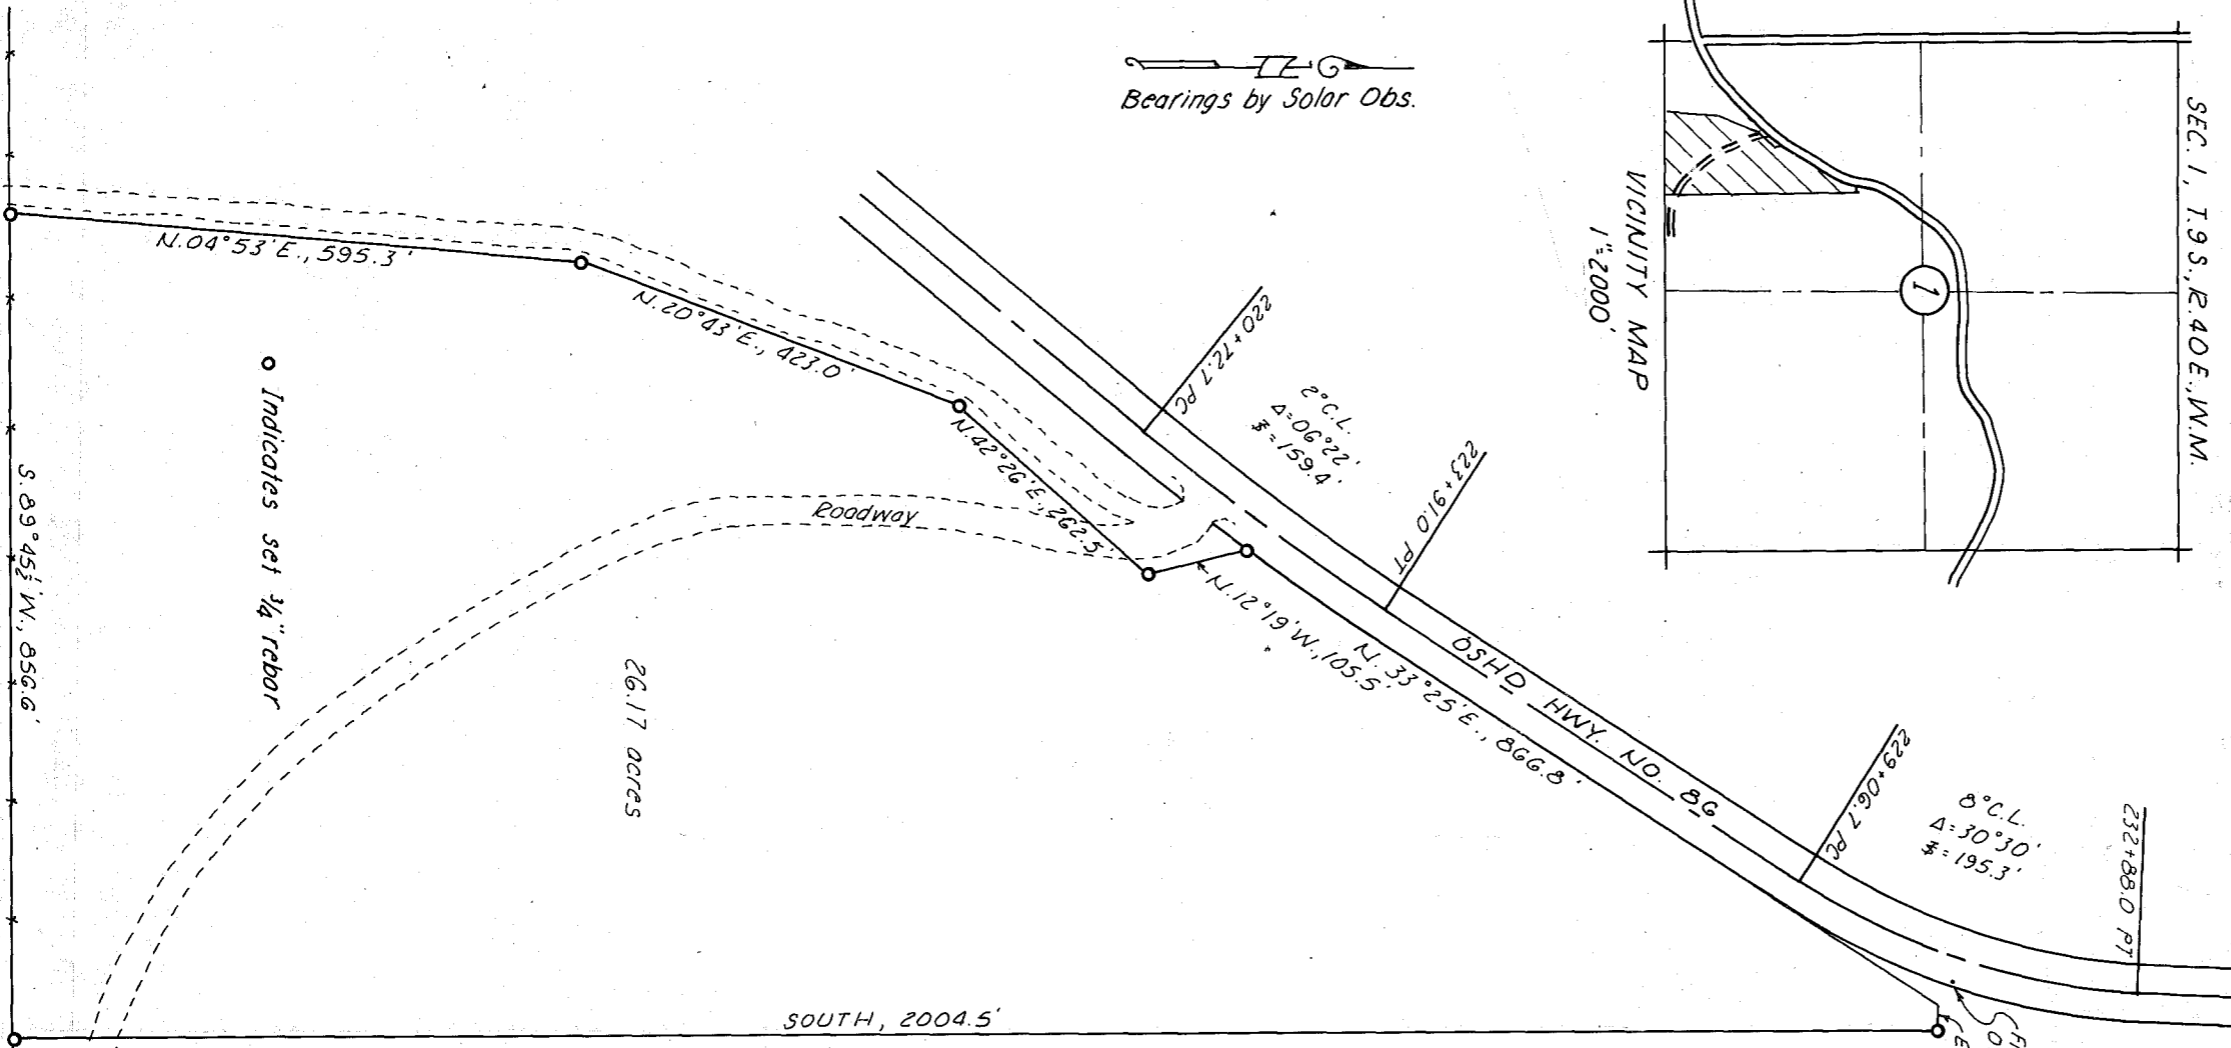 Bearings by Solar Obs.
SEC. 1, T.9S., R.40E., W.M.
1
VICINITY MAP
1"=2000'
N.04°53'E., 595.3'
N.20°43'E., 423.0'
N.42°26'E., 262.5'
N.21°19'W., 105.5'
N.33°25'E., 866.8'
220+72.7 PC
2°C.L.
Δ=06°22'
=159.4'
223+91.0 PT
OSHD HWY. NO. 86
229+06.7 PC
8°C.L.
Δ=30°30'
=195.3'
232+88.0 PT
Roadway
Indicates set 3/4" rebar
S.89°45½'W., 856.6'
26.17 acres
SOUTH, 2004.5'